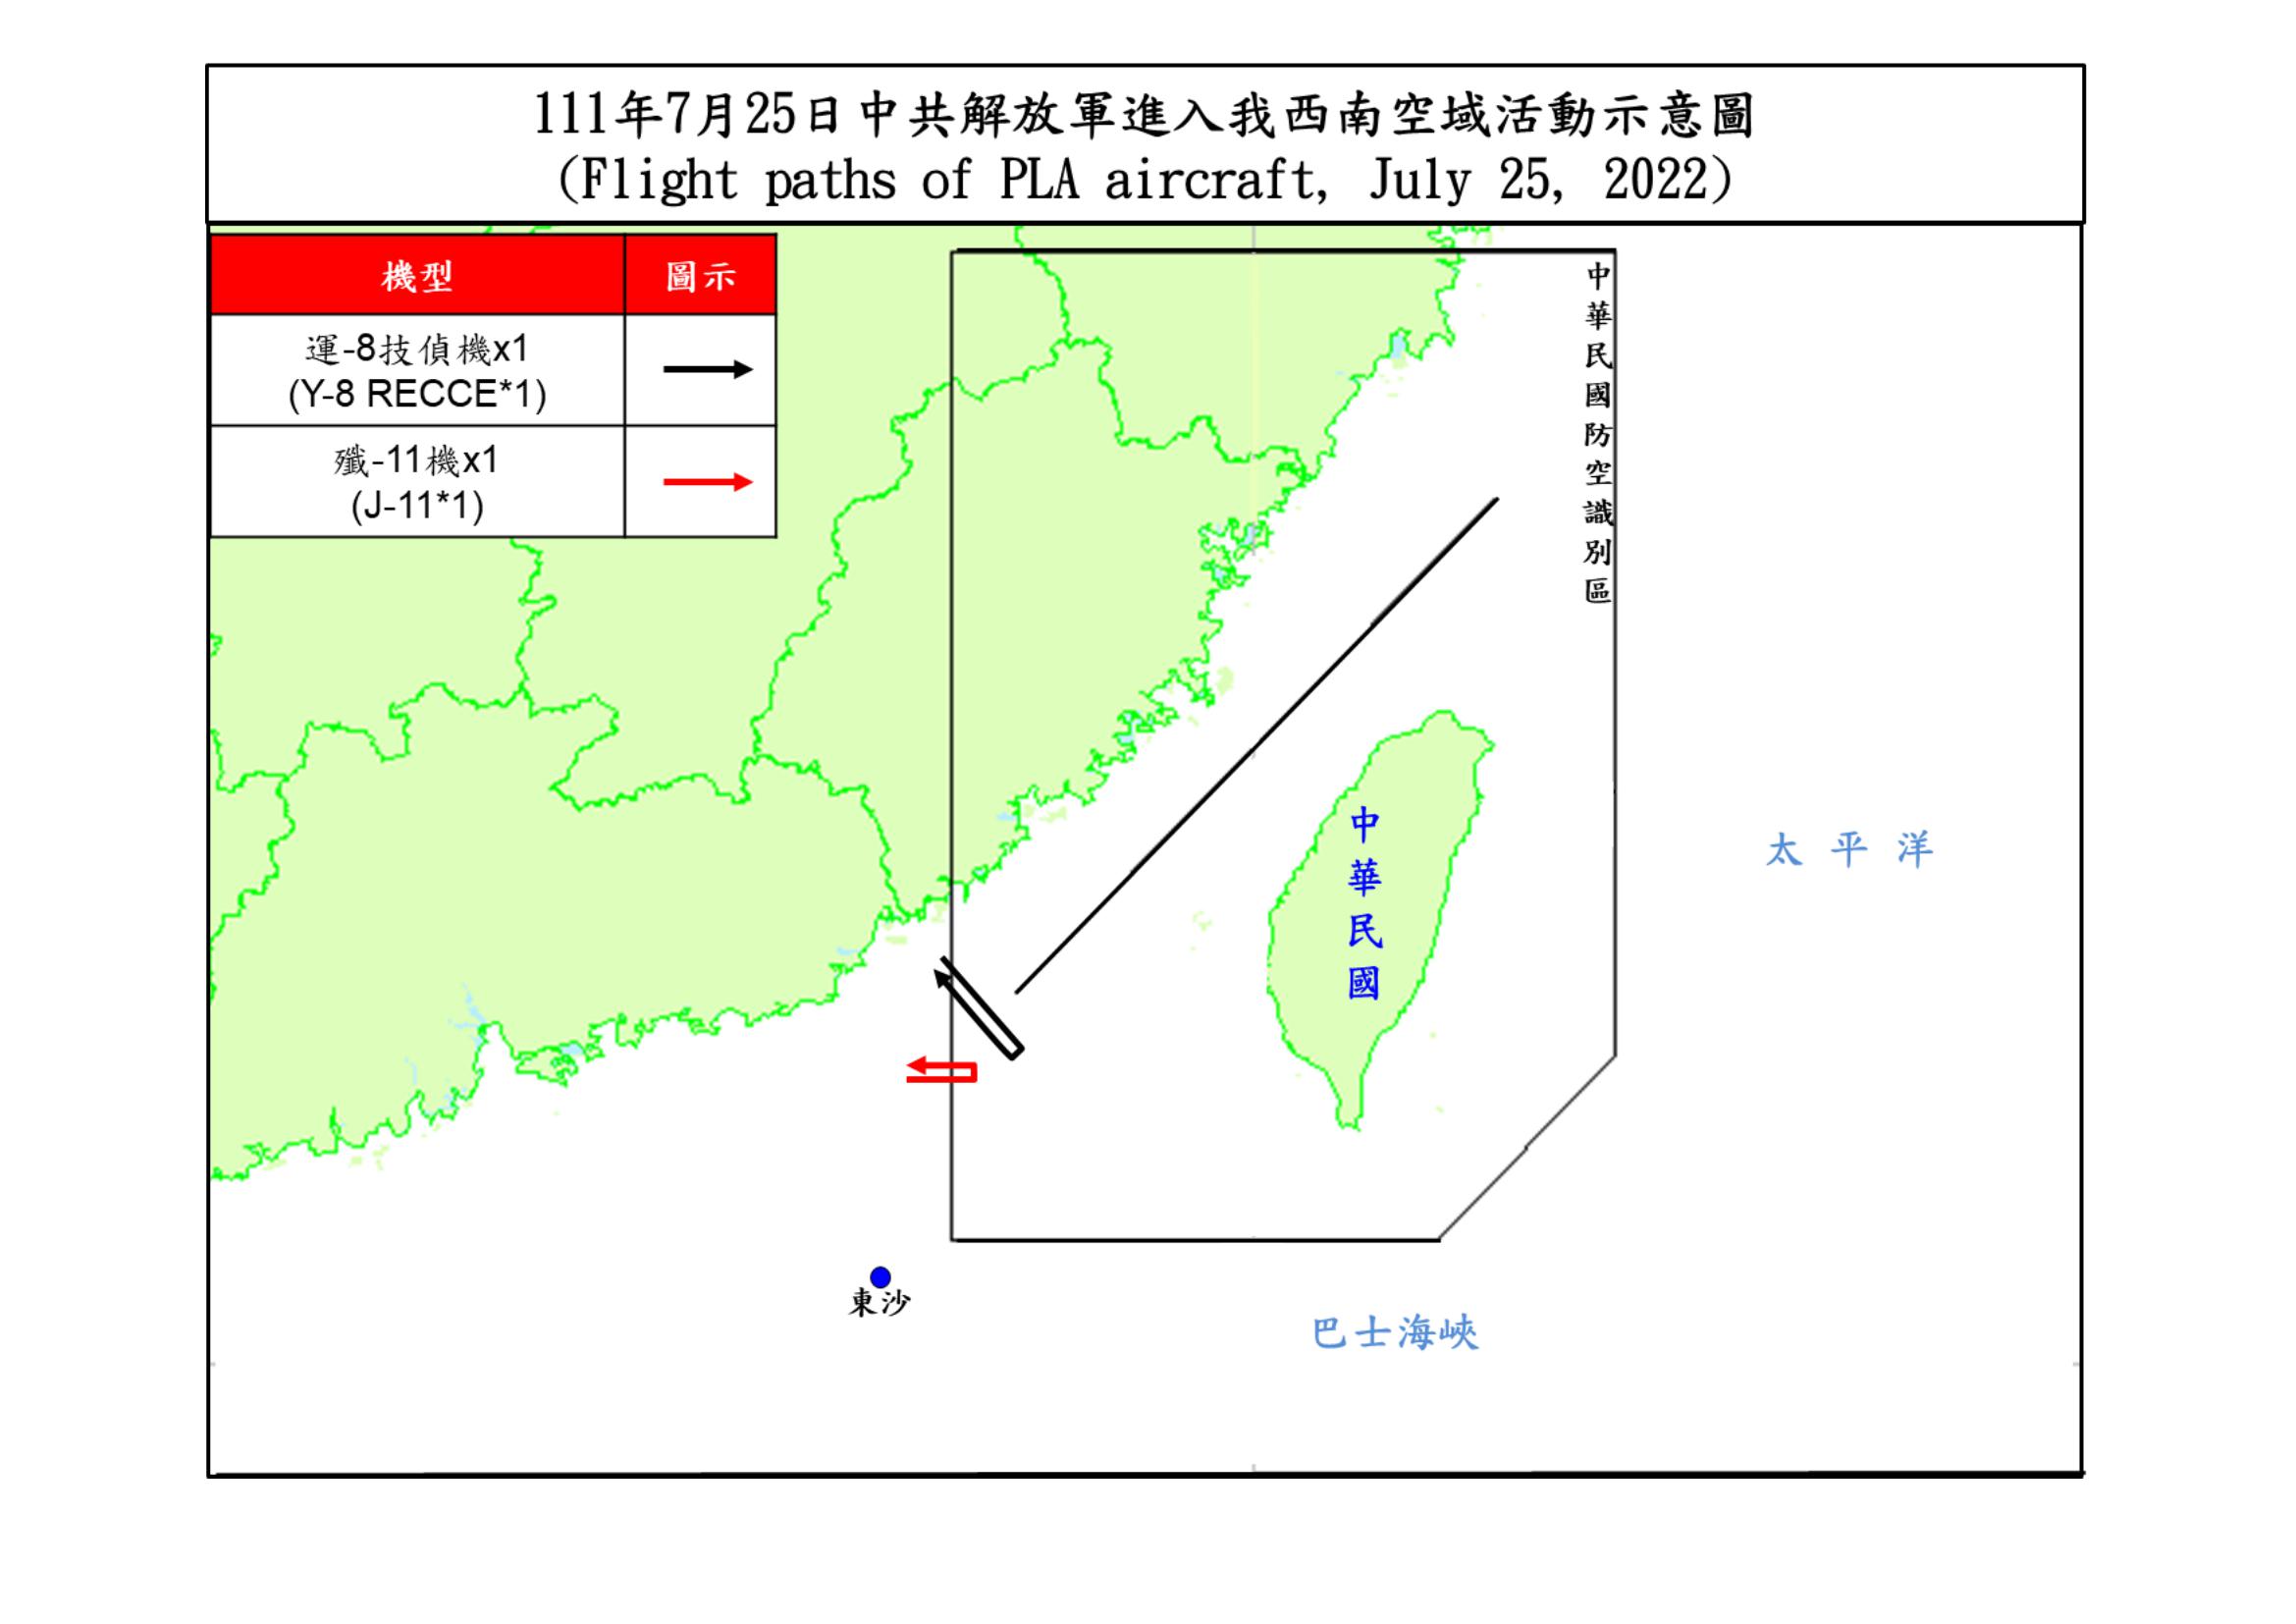 111年7月25日中共解放軍進入我西南空域活動示意圖
(Flight paths of PLA aircraft, July 25, 2022)
機型
圖示
運-8技偵機x1
(Y-8 RECCE*1)
殲-11機x1
(J-11*1)
中華民國防空識別區
中華民國
太平洋
東沙
巴士海峽